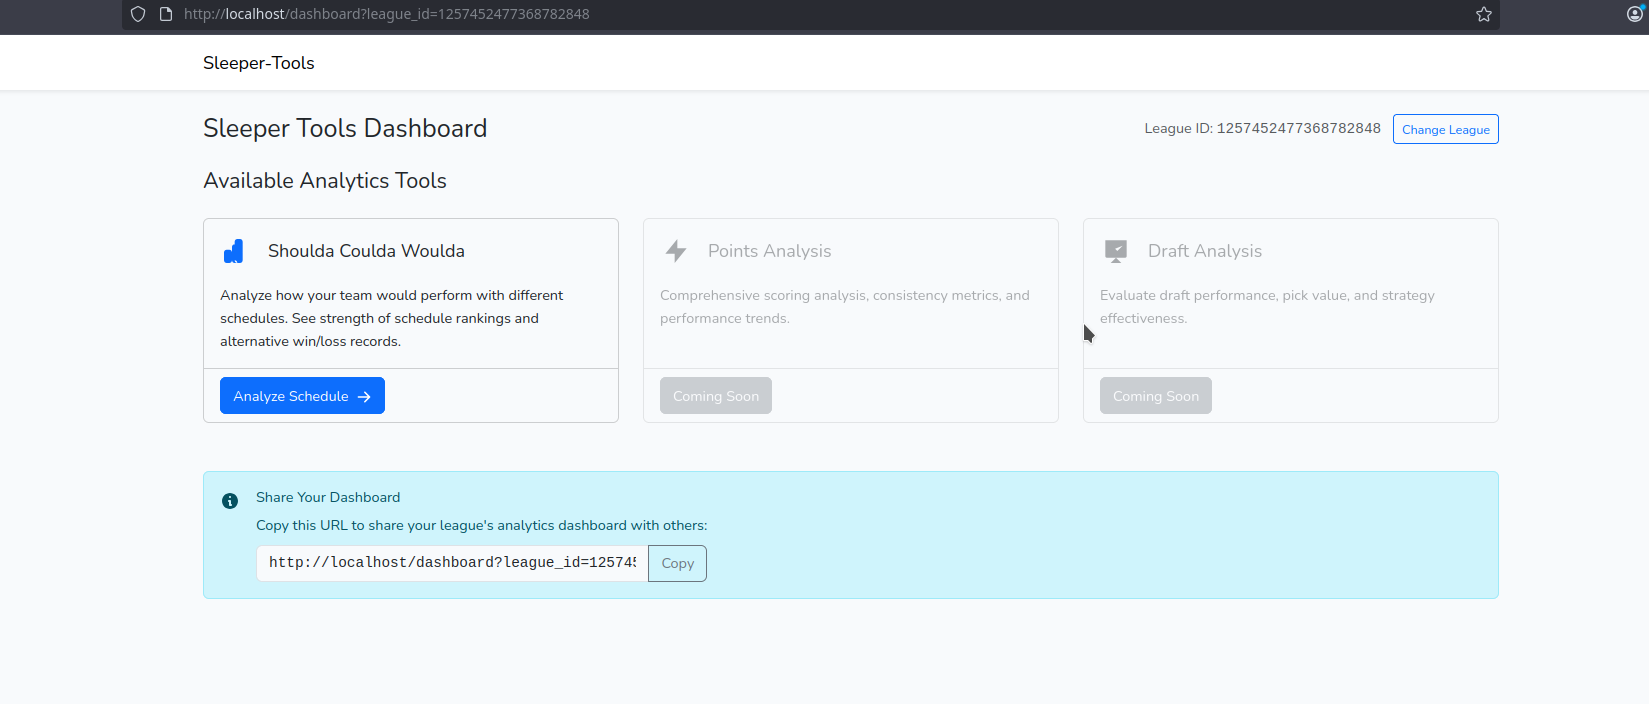 http://localhost/dashboard?league_id=1257452477368782848
Sleeper-Tools
Sleeper Tools Dashboard
League ID: 1257452477368782848
Change League
Available Analytics Tools
Shoulda Coulda Woulda
Analyze how your team would perform with different
schedules. See strength of schedule rankings and
alternative win/loss records.
Analyze Schedule →
Points Analysis
Comprehensive scoring analysis, consistency metrics, and
performance trends.
Coming Soon
Draft Analysis
Evaluate draft performance, pick value, and strategy
effectiveness.
Coming Soon
Share Your Dashboard
Copy this URL to share your league's analytics dashboard with others:
http://localhost/dashboard?league_id=125745
Copy